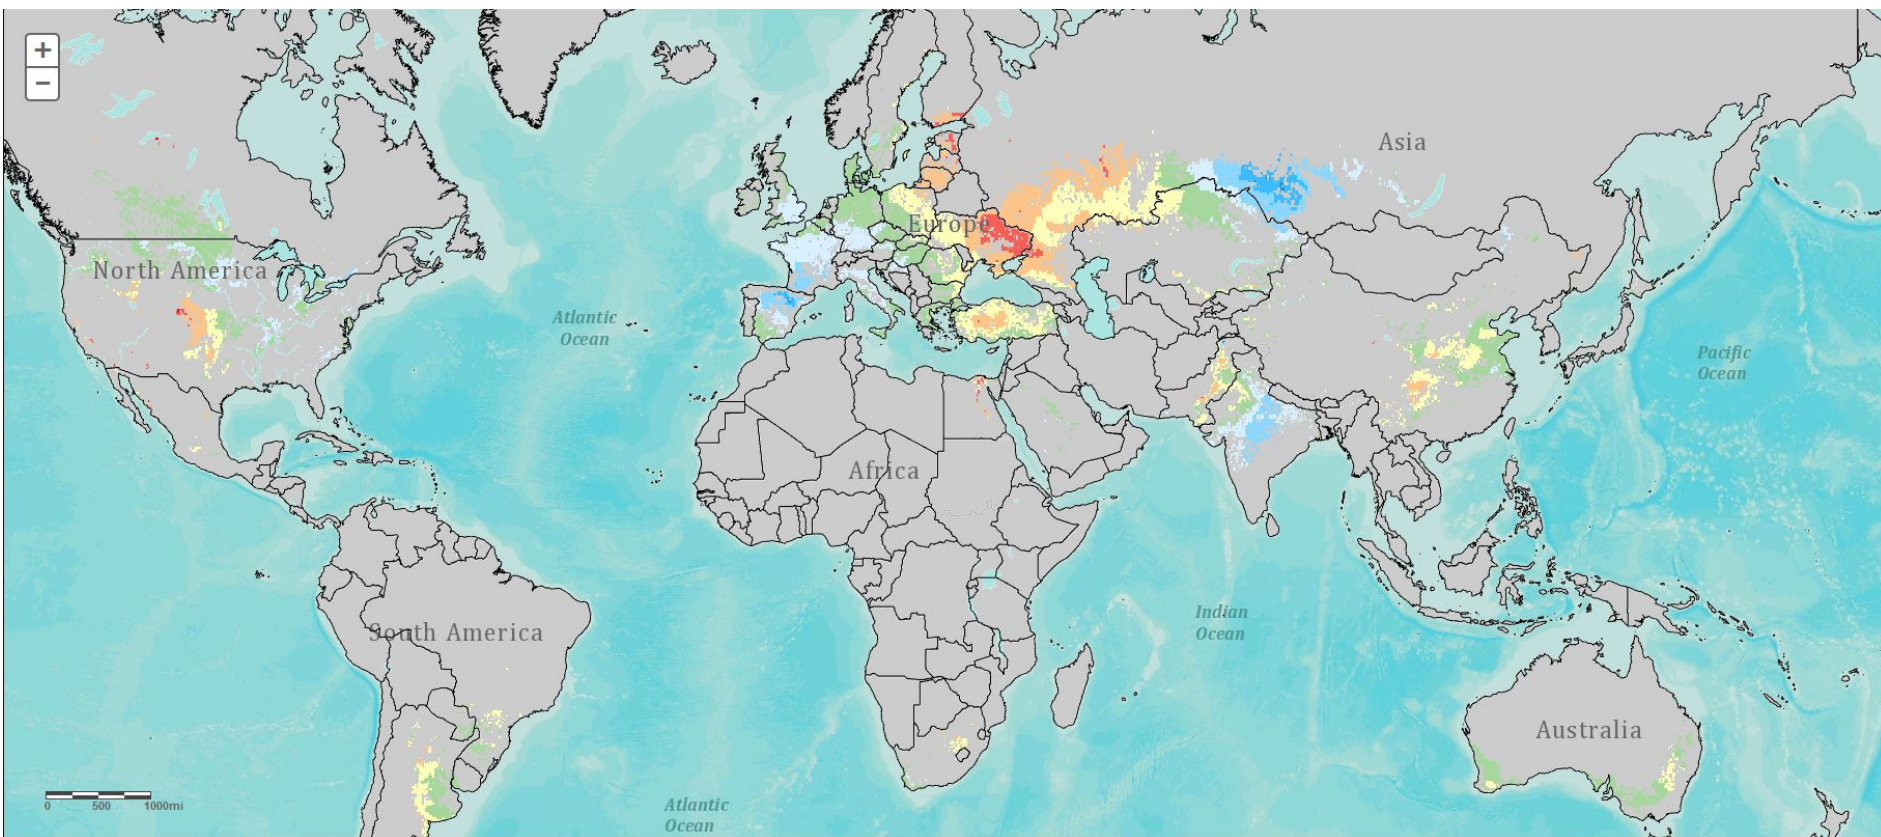 +
−
Asia
Europe
North America
Atlantic
Ocean
Pacific
Ocean
Africa
Indian
Ocean
South America
Australia
0 500 1000mi
Atlantic
Ocean